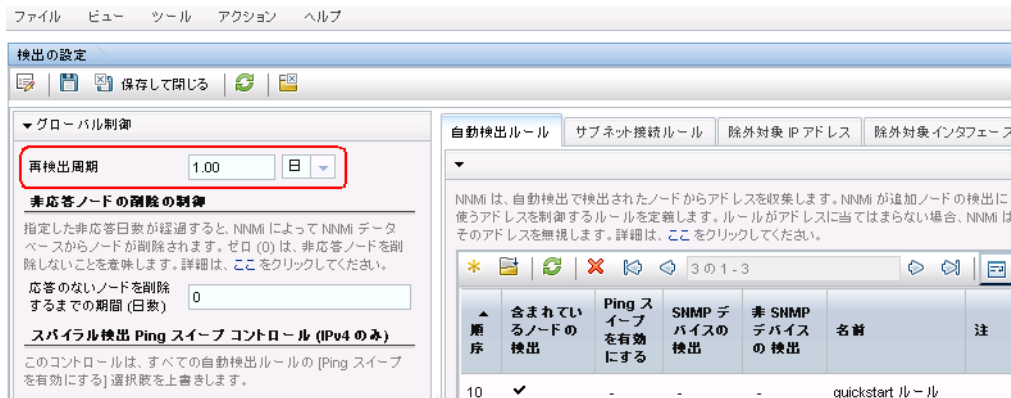 ファイル ビュー ツール アクション ヘルプ
検出の設定
保存して閉じる
▼グローバル制御
再検出周期 1.00 日
非応答ノードの削除の制御
指定した非応答日数が経過すると、NNMi によって NNMi データ
ベースからノードが削除されます。ゼロ (0) は、非応答ノードを削
除しないことを意味します。詳細は、ここ をクリックしてください。
応答のないノードを削除
するまでの期間 (日数) 0
スパイラル検出 Ping スイープ コントロール (IPv4 のみ)
このコントロールは、すべての自動検出ルールの [Ping スイープ
を有効にする] 選択肢を上書きします。
自動検出ルール サブネット接続ルール 除外対象 IP アドレス 除外対象インタフェース
NNMi は、自動検出で検出されたノードからアドレスを収集します。NNMi が追加ノードの検出に
使うアドレスを制御するルールを定義します。ルールがアドレスに当てはまらない場合、NNMi は
そのアドレスを無視します。詳細は、ここ をクリックしてください。
3 の 1 - 3
順
序
含まれてい
るノードの
検出
Ping ス
イープ
を有効
にする
SNMP デ
バイスの
検出
非 SNMP
デバイス
の 検出
名前
注
10 ✔ - - - quickstart ルール